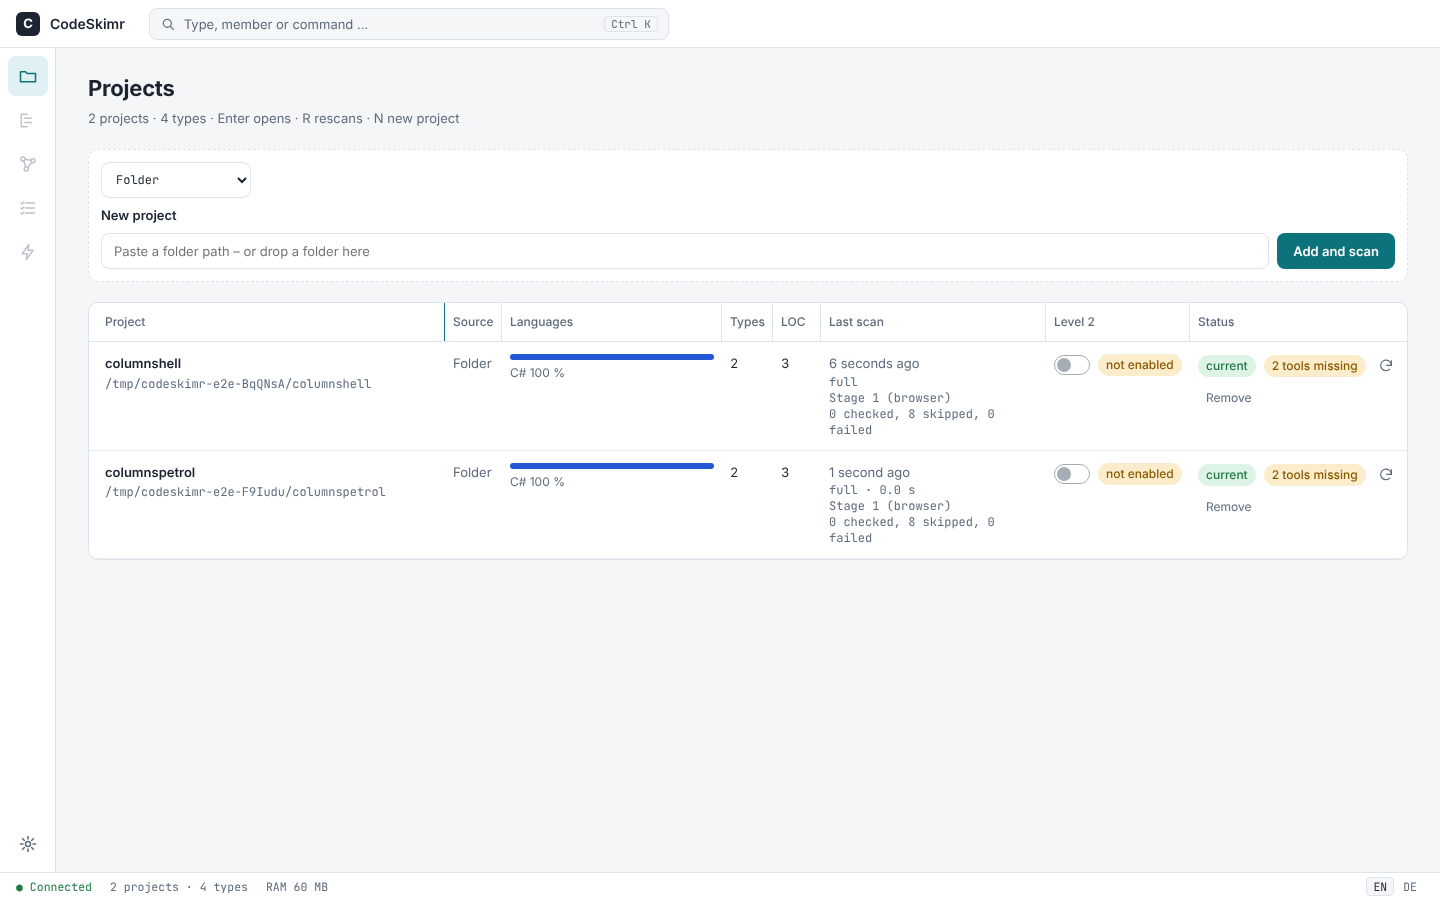 C CodeSkimr Type, member or command ... Ctrl K
Projects
2 projects · 4 types · Enter opens · R rescans · N new project
Folder
New project
Paste a folder path – or drop a folder here Add and scan
Project Source Languages Types LOC Last scan Level 2 Status
columnshell Folder 2 3 6 seconds ago not enabled current 2 tools missing
/tmp/codeskimr-e2e-BqQNsA/columnshell C# 100 % full
Stage 1 (browser) Remove
0 checked, 8 skipped, 0
failed
columnspetrol Folder 2 3 1 second ago not enabled current 2 tools missing
/tmp/codeskimr-e2e-F9Iudu/columnspetrol C# 100 % full · 0.0 s
Stage 1 (browser) Remove
0 checked, 8 skipped, 0
failed
Connected 2 projects · 4 types RAM 60 MB EN DE